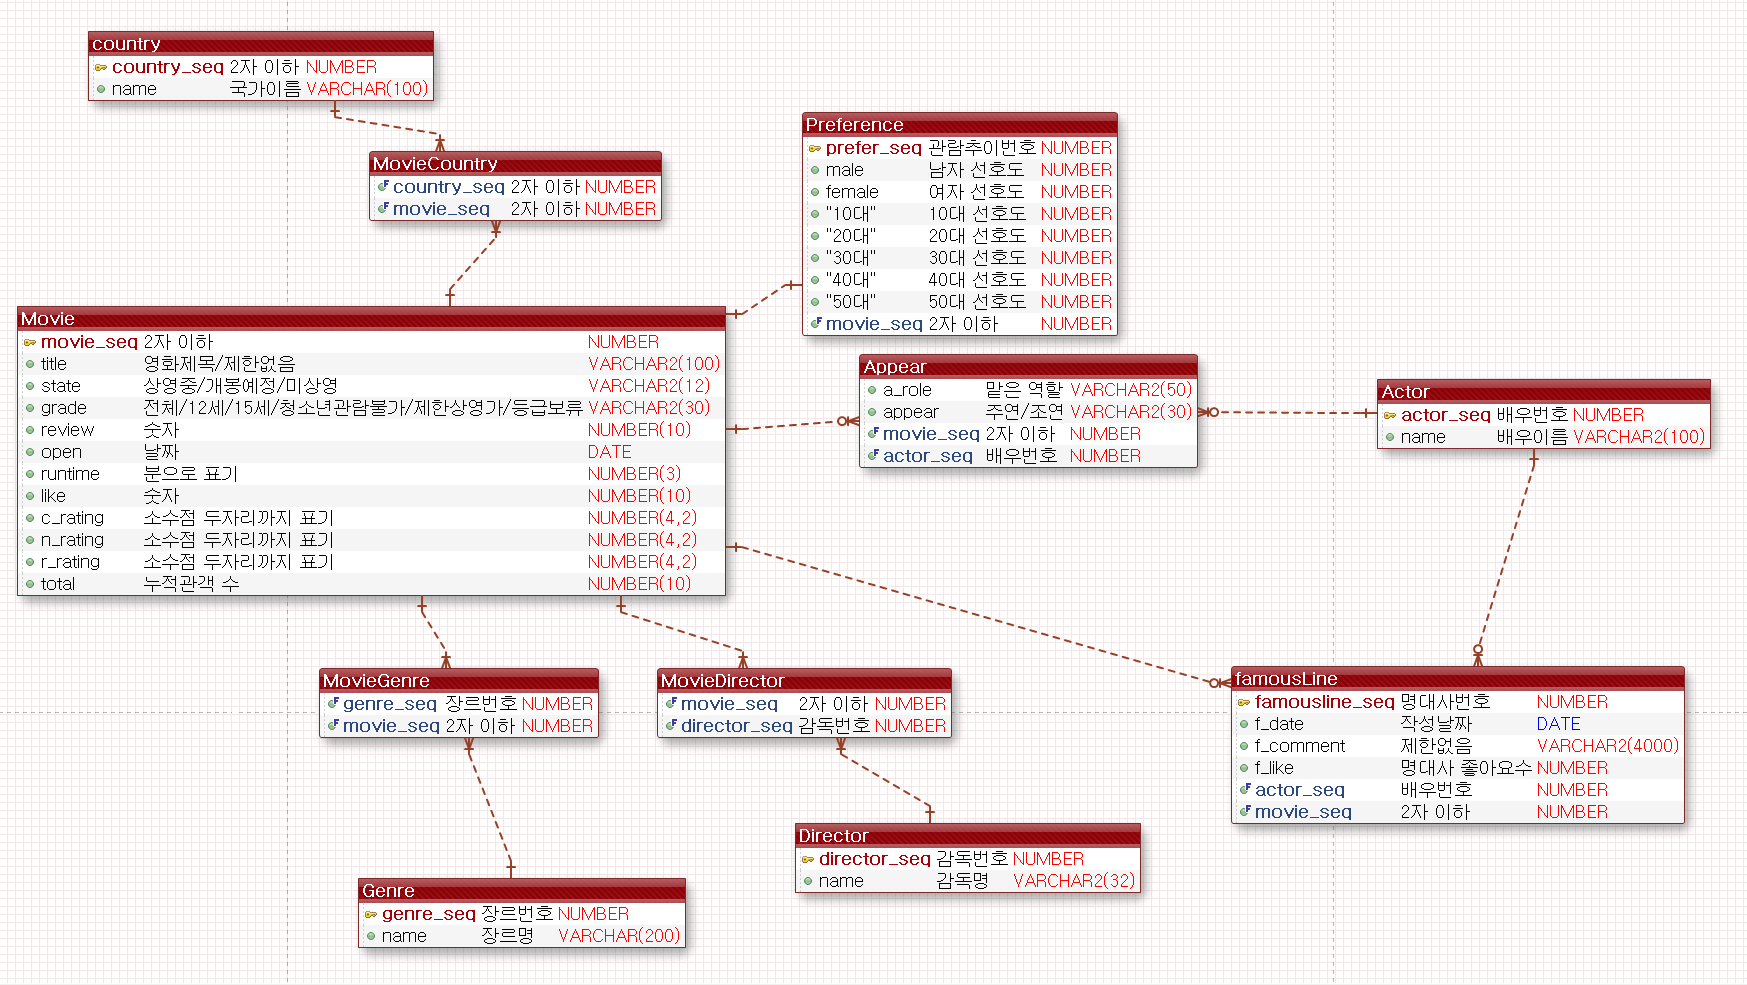 country
country_seq 2자 이하 NUMBER
name 국가이름 VARCHAR(100)
MovieCountry
country_seq 2자 이하 NUMBER
movie_seq 2자 이하 NUMBER
Preference
prefer_seq 관람추이번호 NUMBER
male 남자 선호도 NUMBER
female 여자 선호도 NUMBER
"10대" 10대 선호도 NUMBER
"20대" 20대 선호도 NUMBER
"30대" 30대 선호도 NUMBER
"40대" 40대 선호도 NUMBER
"50대" 50대 선호도 NUMBER
movie_seq 2자 이하 NUMBER
Movie
movie_seq 2자 이하 NUMBER
title 영화제목/제한없음 VARCHAR2(100)
state 상영중/개봉예정/미상영 VARCHAR2(12)
grade 전체/12세/15세/청소년관람불가/제한상영가/등급보류 VARCHAR2(30)
review 숫자 NUMBER(10)
open 날짜 DATE
runtime 분으로 표기 NUMBER(3)
like 숫자 NUMBER(10)
c_rating 소수점 두자리까지 표기 NUMBER(4,2)
n_rating 소수점 두자리까지 표기 NUMBER(4,2)
r_rating 소수점 두자리까지 표기 NUMBER(4,2)
total 누적관객 수 NUMBER(10)
Appear
a_role 맡은 역할 VARCHAR2(50)
appear 주연/조연 VARCHAR2(30)
movie_seq 2자 이하 NUMBER
actor_seq 배우번호 NUMBER
Actor
actor_seq 배우번호 NUMBER
name 배우이름 VARCHAR2(100)
MovieGenre
genre_seq 장르번호 NUMBER
movie_seq 2자 이하 NUMBER
MovieDirector
movie_seq 2자 이하 NUMBER
director_seq 감독번호 NUMBER
famousLine
famousline_seq 명대사번호 NUMBER
f_date 작성날짜 DATE
f_comment 제한없음 VARCHAR2(4000)
f_like 명대사 좋아요수 NUMBER
actor_seq 배우번호 NUMBER
movie_seq 2자 이하 NUMBER
Director
director_seq 감독번호 NUMBER
name 감독명 VARCHAR2(32)
Genre
genre_seq 장르번호 NUMBER
name 장르명 VARCHAR(200)